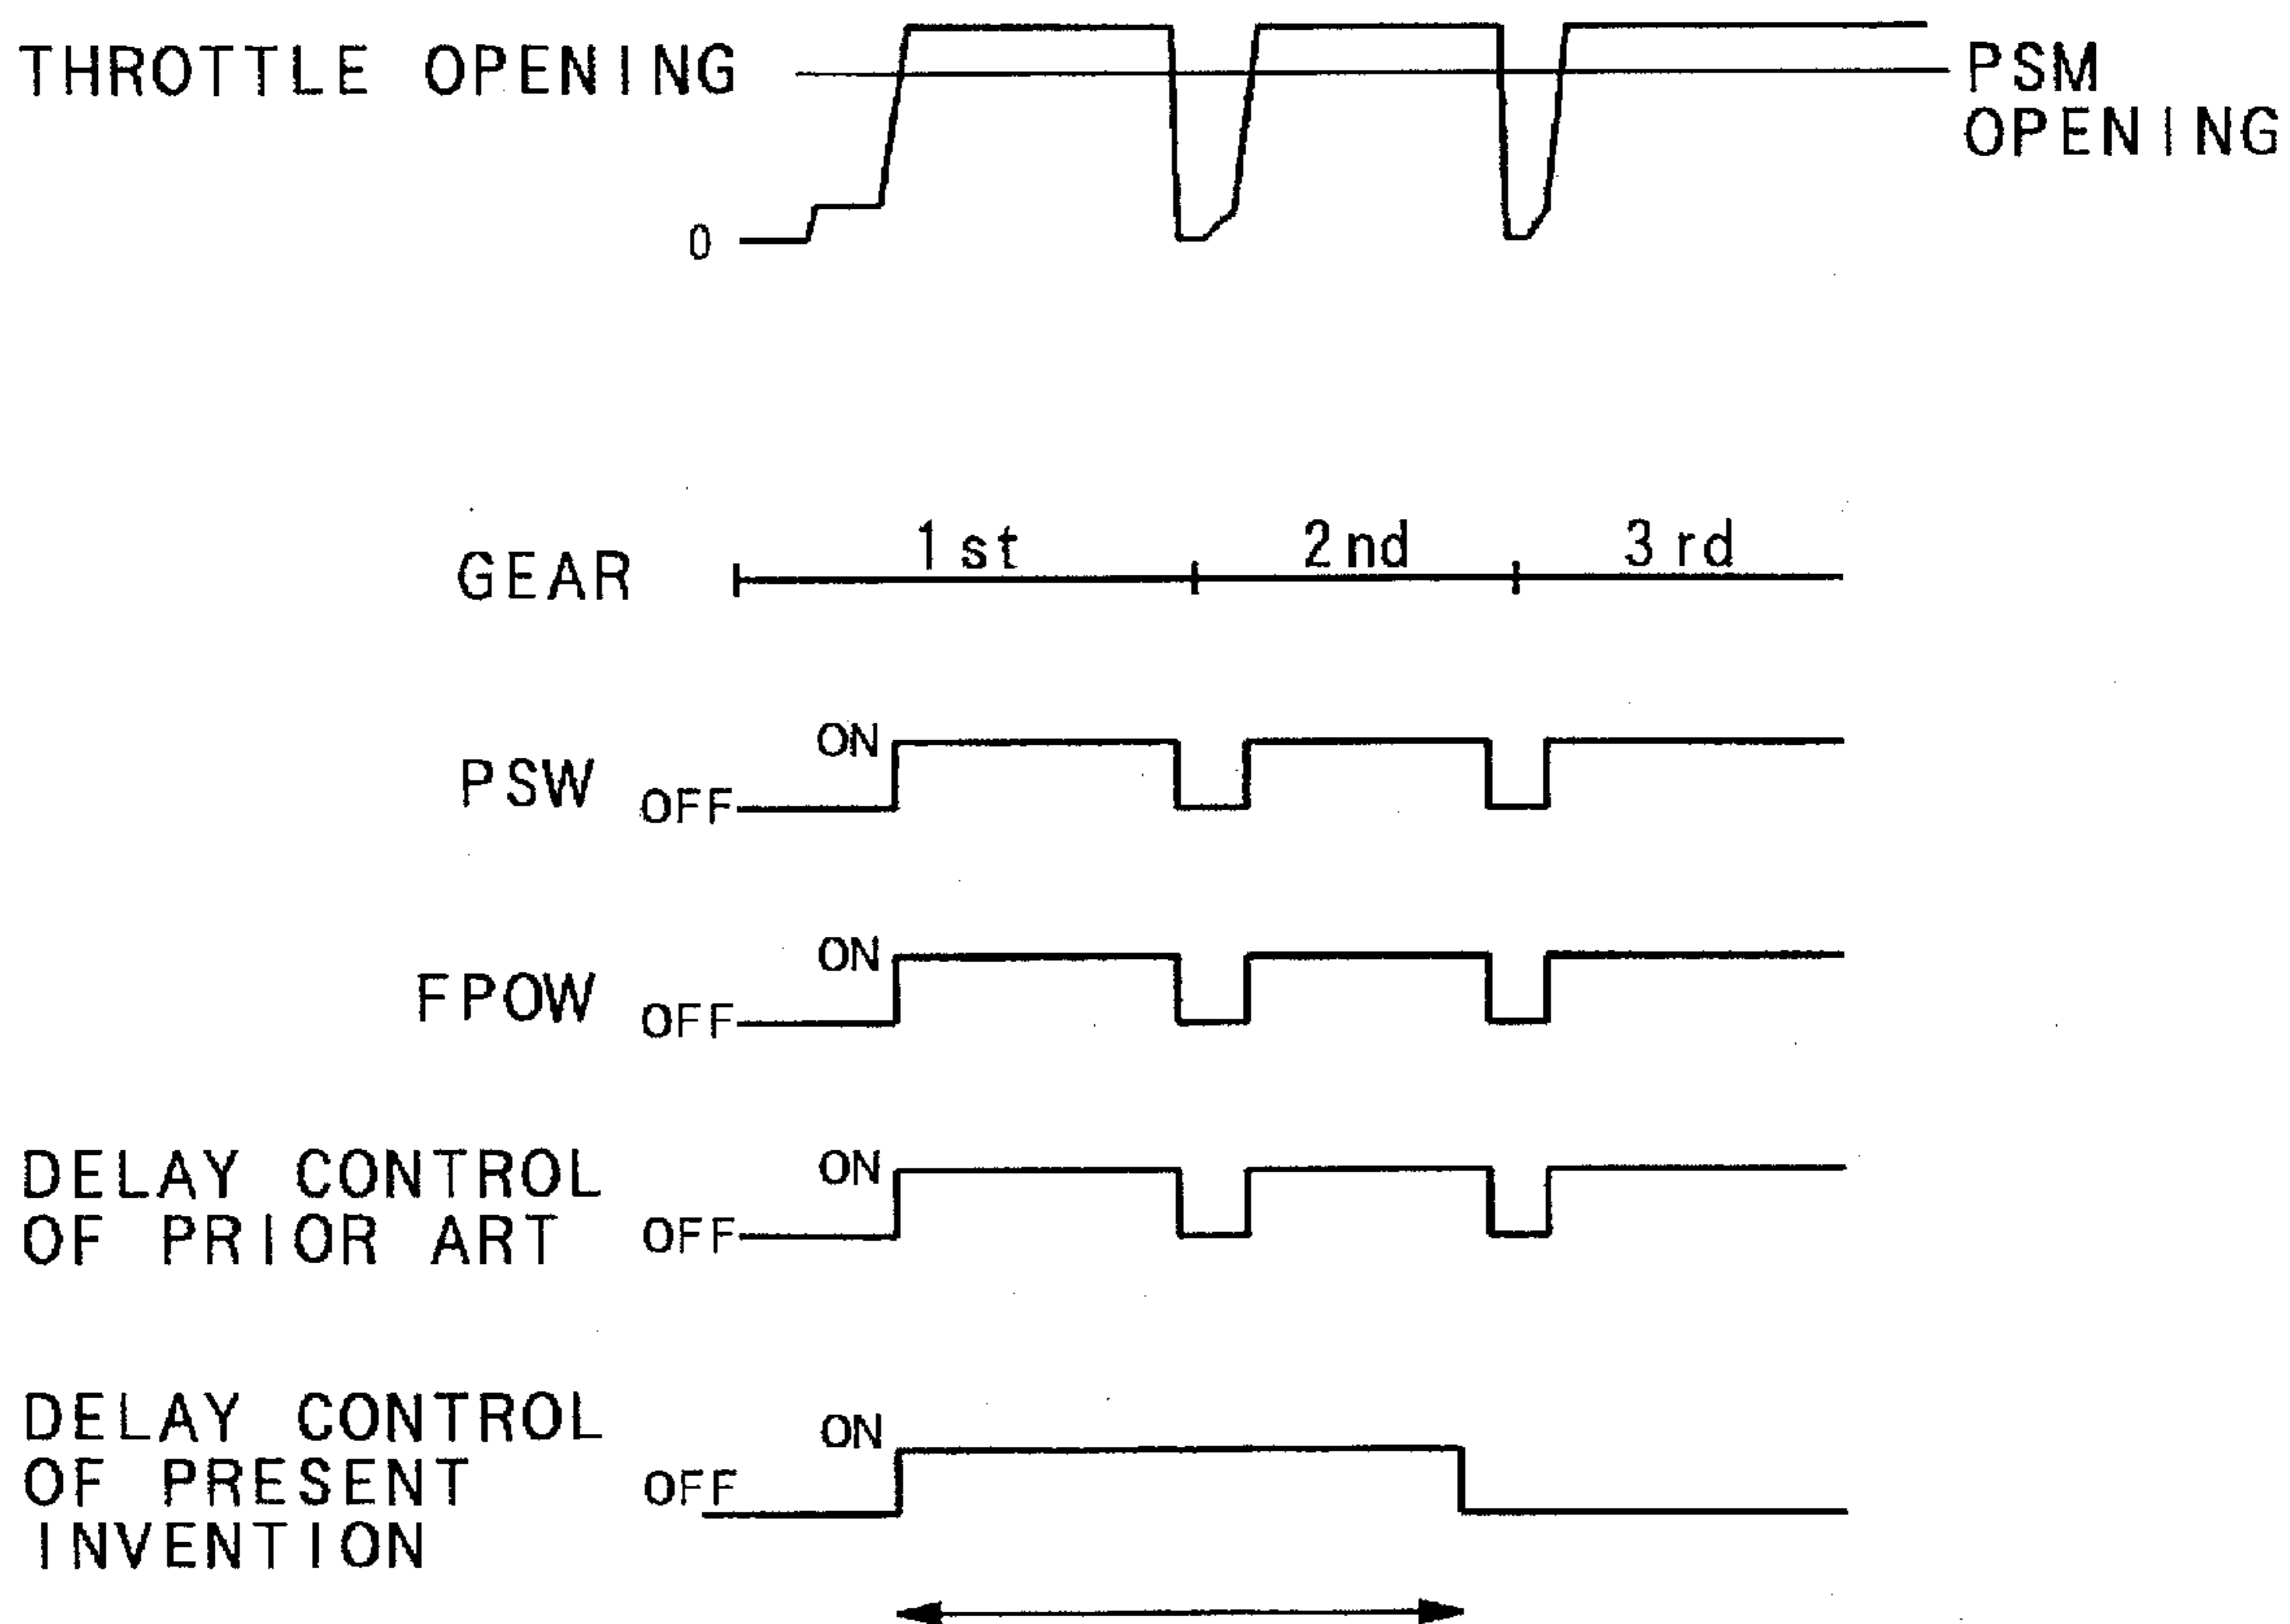 THROTTLE OPENING
PSM
OPENING
0
GEAR
1st
2nd
3rd
PSW
ON
OFF
FPOW
ON
OFF
DELAY CONTROL
OF PRIOR ART
ON
OFF
DELAY CONTROL
OF PRESENT
INVENTION
ON
OFF